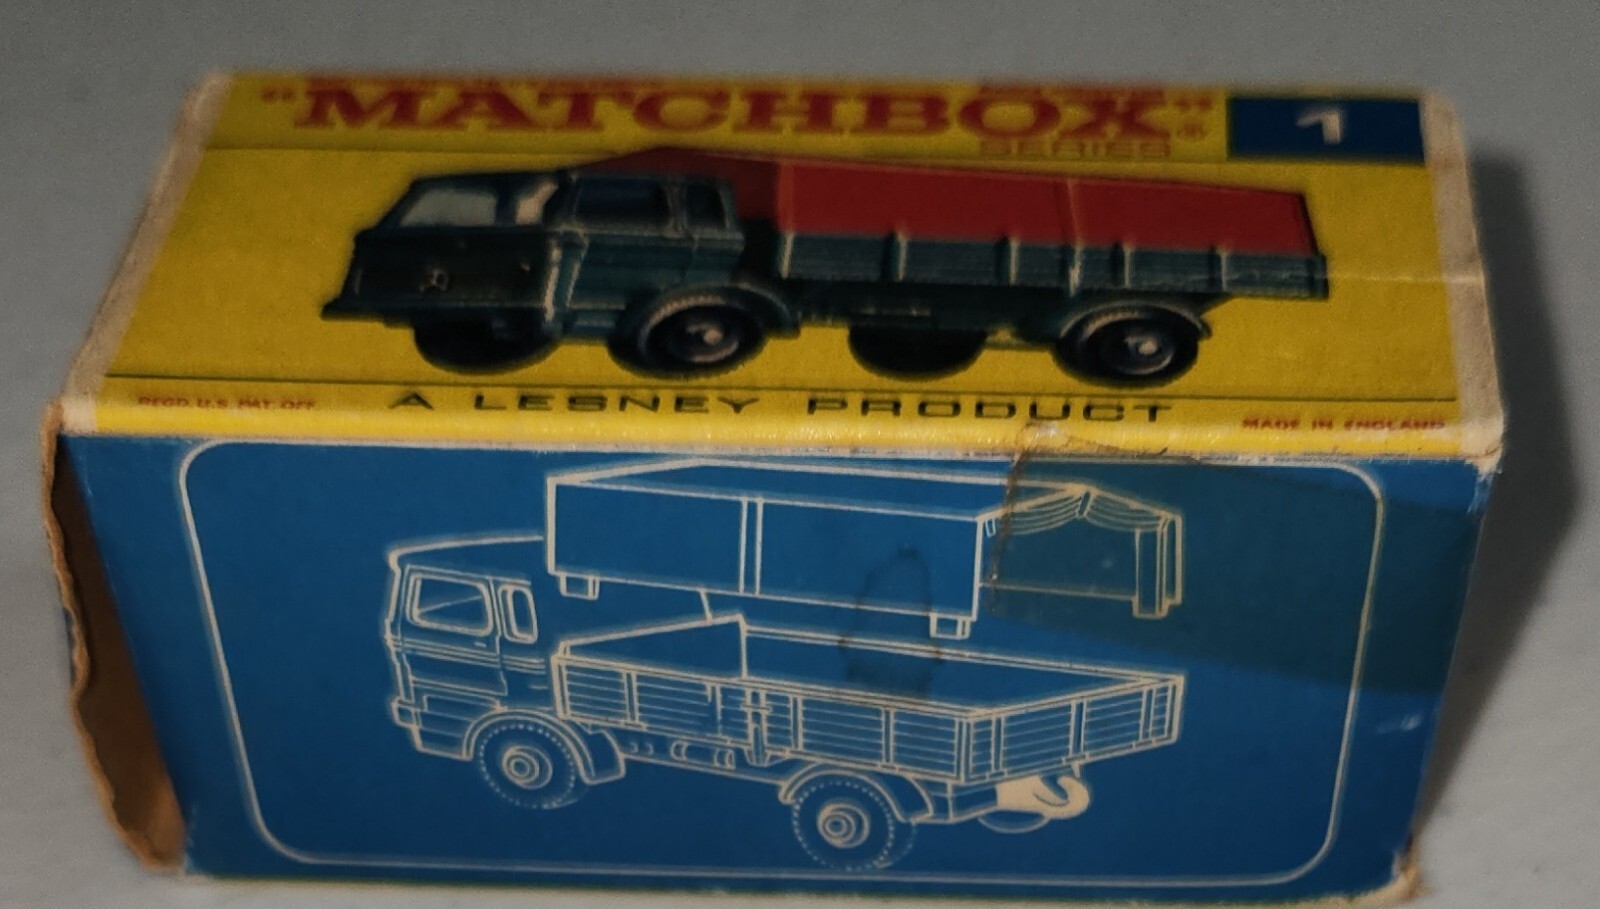 "MATCHBOX"®
SERIES
1
REGD. U.S. PAT. OFF.
A LESNEY PRODUCT
MADE IN ENGLAND